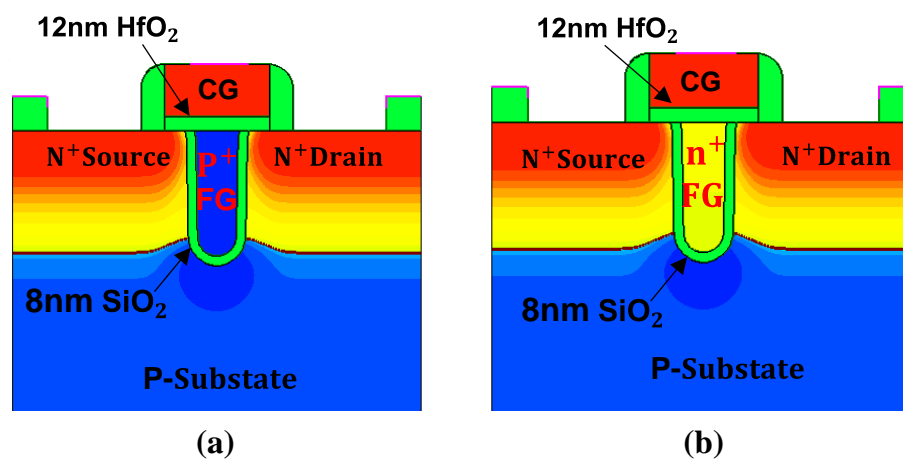 12nm HfO₂
CG
N⁺Source
P⁺
FG
N⁺Drain
8nm SiO₂
P-Substate
(a)
12nm HfO₂
CG
N⁺Source
n⁺
FG
N⁺Drain
8nm SiO₂
P-Substate
(b)